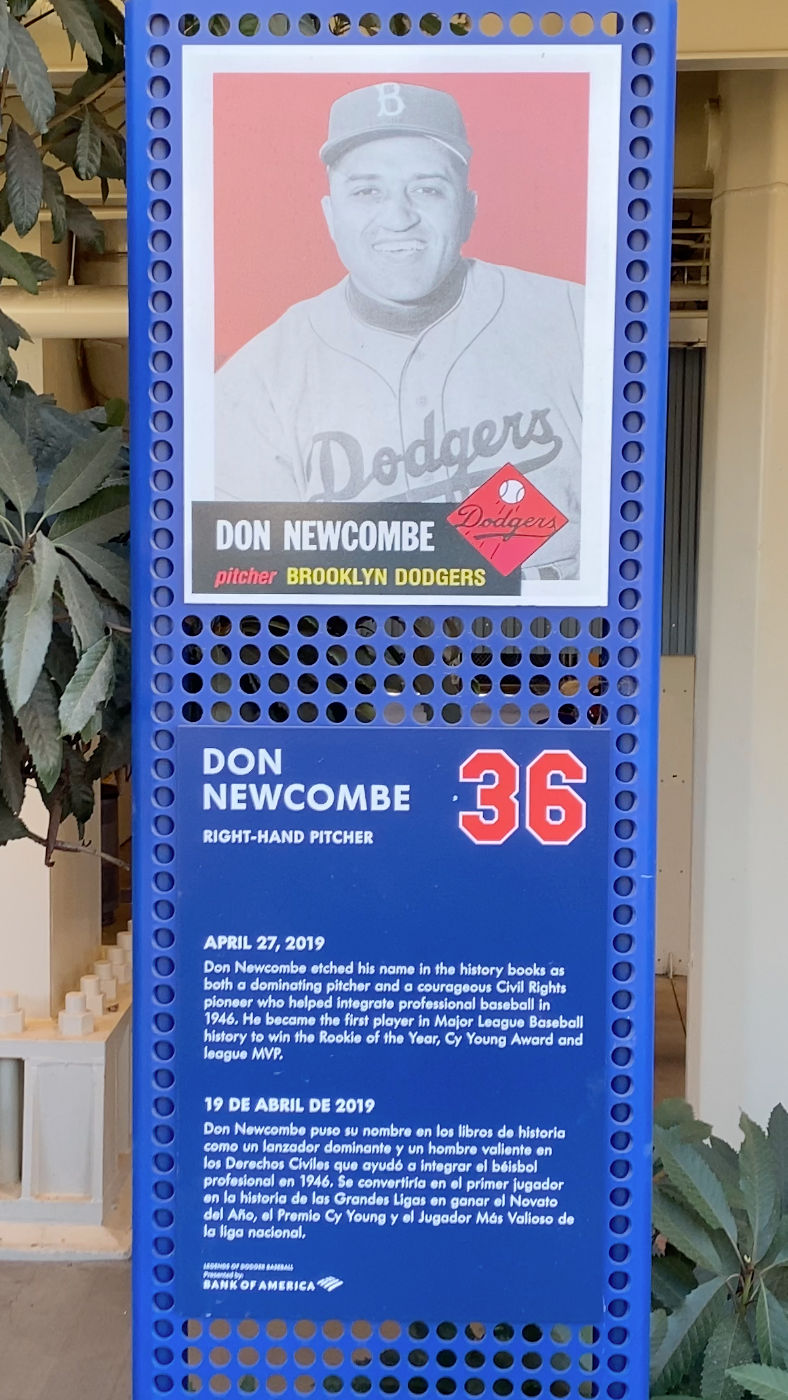 B
Dodgers
DON NEWCOMBE
Dodgers
pitcher BROOKLYN DODGERS
DON
NEWCOMBE
36
RIGHT-HAND PITCHER
APRIL 27, 2019
Don Newcombe etched his name in the history books as
both a dominating pitcher and a courageous Civil Rights
pioneer who helped integrate professional baseball in
1946. He became the first player in Major League Baseball
history to win the Rookie of the Year, Cy Young Award and
league MVP.
19 DE ABRIL DE 2019
Don Newcombe puso su nombre en los libros de historia
como un lanzador dominante y un hombre valiente en
los Derechos Civiles que ayudó a integrar el béisbol
profesional en 1946. Se convertiría en el primer jugador
en la historia de las Grandes Ligas en ganar el Novato
del Año, el Premio Cy Young y el Jugador Más Valioso de
la liga nacional.
LEGENDS OF DODGER BASEBALL
Presented by:
BANK OF AMERICA